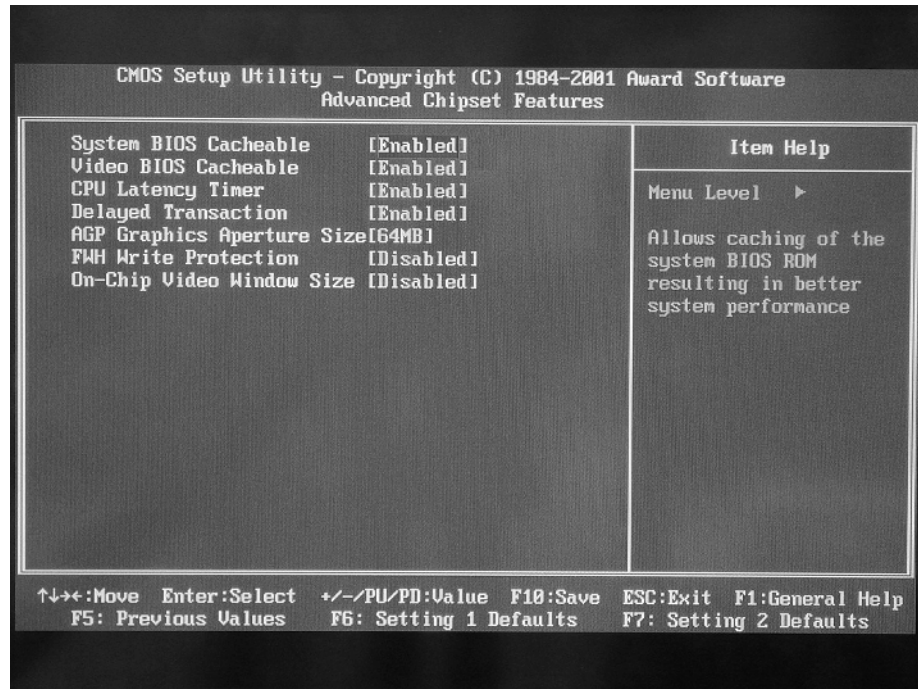 CMOS Setup Utility – Copyright (C) 1984-2001 Award Software
Advanced Chipset Features
System BIOS Cacheable [Enabled]
Video BIOS Cacheable [Enabled]
CPU Latency Timer [Enabled]
Delayed Transaction [Enabled]
AGP Graphics Aperture Size[64MB]
FWH Write Protection [Disabled]
On-Chip Video Window Size [Disabled]
Item Help
Menu Level ▶
Allows caching of the
system BIOS ROM
resulting in better
system performance
↑↓→←:Move Enter:Select +/-/PU/PD:Value F10:Save ESC:Exit F1:General Help
F5: Previous Values F6: Setting 1 Defaults F7: Setting 2 Defaults